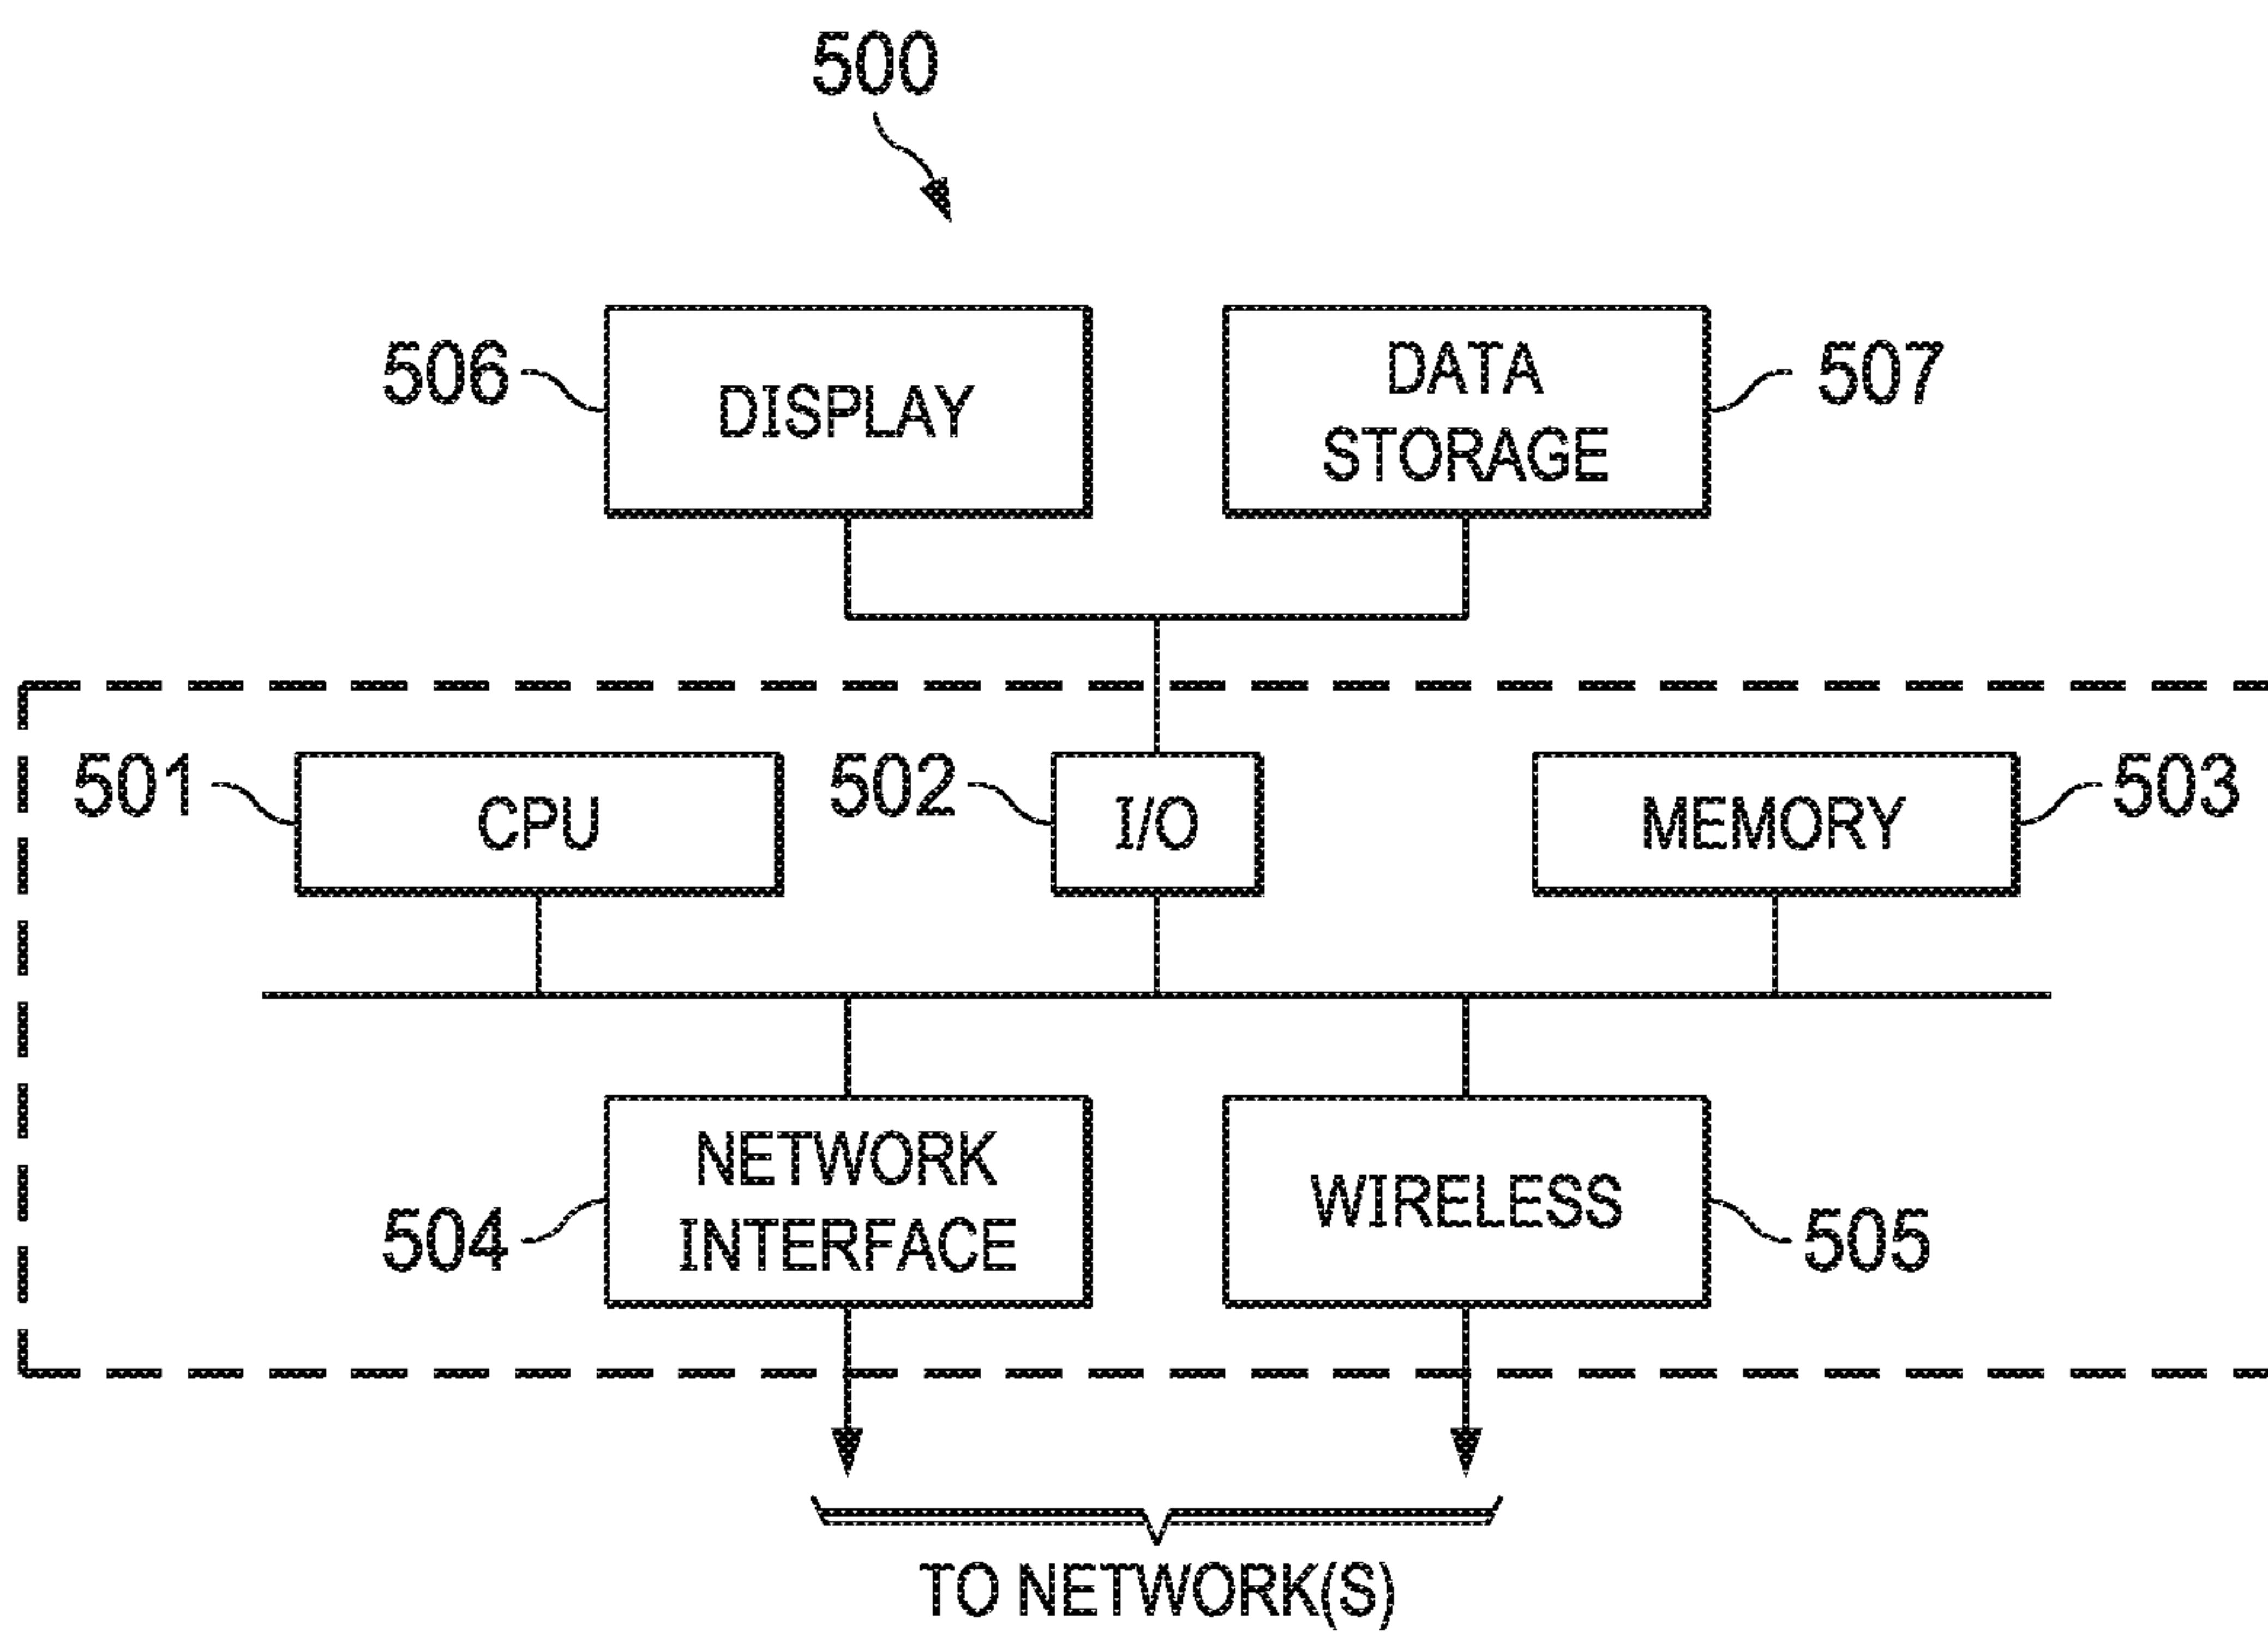 500
506
DISPLAY
DATA
STORAGE
507
501
CPU
502
I/O
MEMORY
503
504
NETWORK
INTERFACE
WIRELESS
505
TO NETWORK(S)